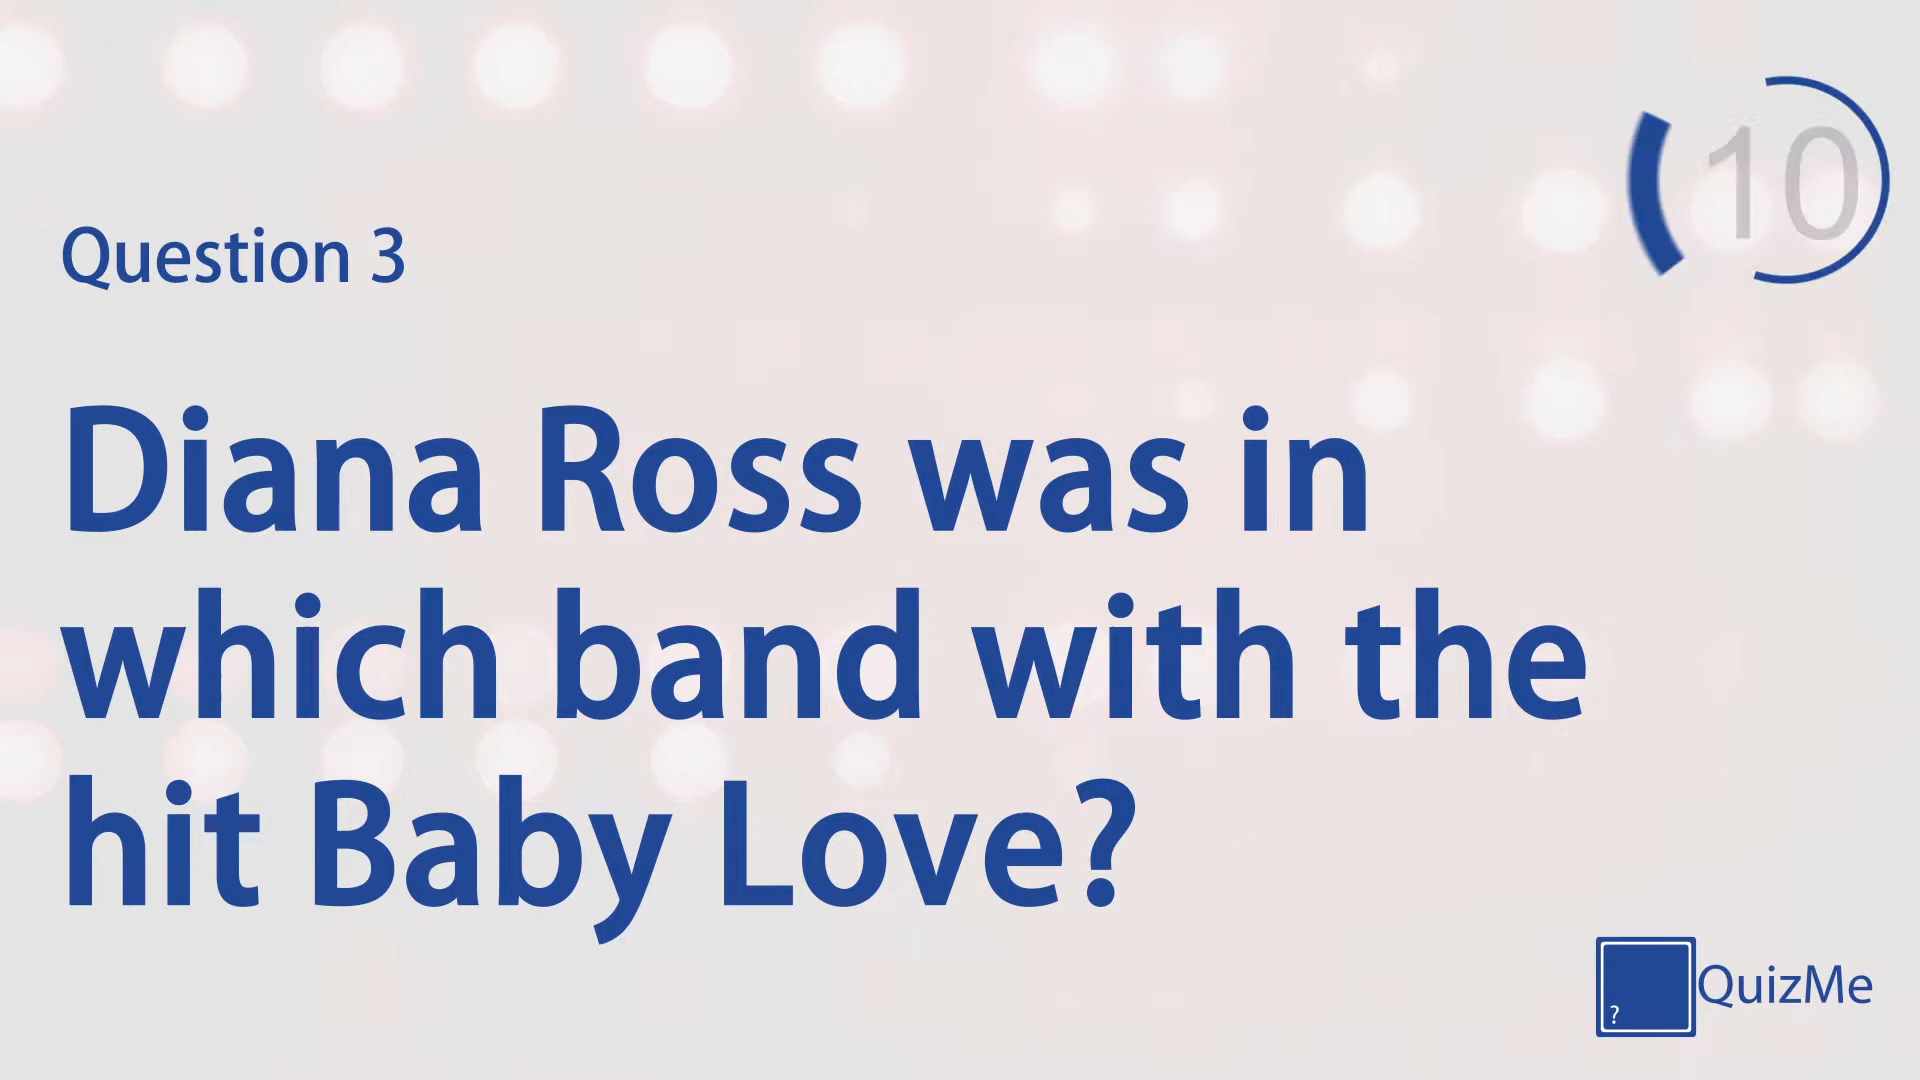 10
Question 3
Diana Ross was in
which band with the
hit Baby Love?
?
QuizMe